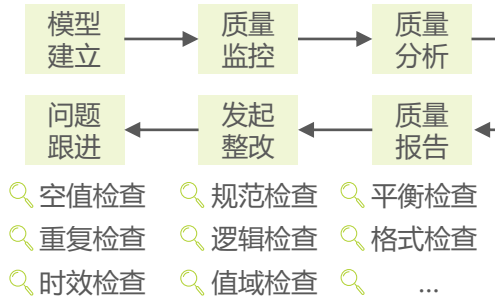 模型 质量 质量
建立 监控 分析
问题 发起 质量
跟进 整改 报告
空值检查 规范检查 平衡检查
重复检查 逻辑检查 格式检查
时效检查 值域检查 ...